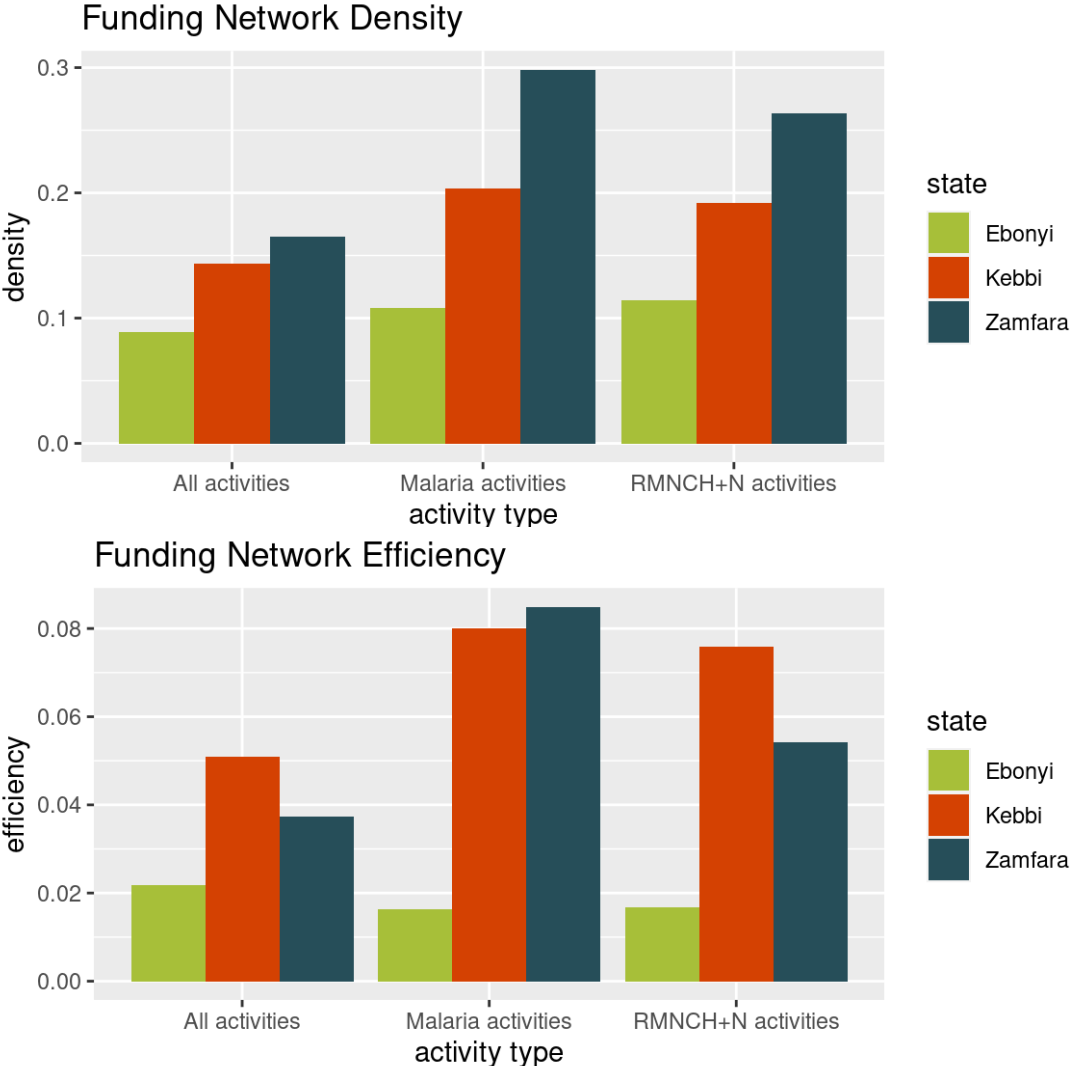 Funding Network Density
0.3
0.2
0.1
0.0
density
All activities
Malaria activities
RMNCH+N activities
activity type
state
Ebonyi
Kebbi
Zamfara
Funding Network Efficiency
0.08
0.06
0.04
0.02
0.00
efficiency
All activities
Malaria activities
RMNCH+N activities
activity type
state
Ebonyi
Kebbi
Zamfara